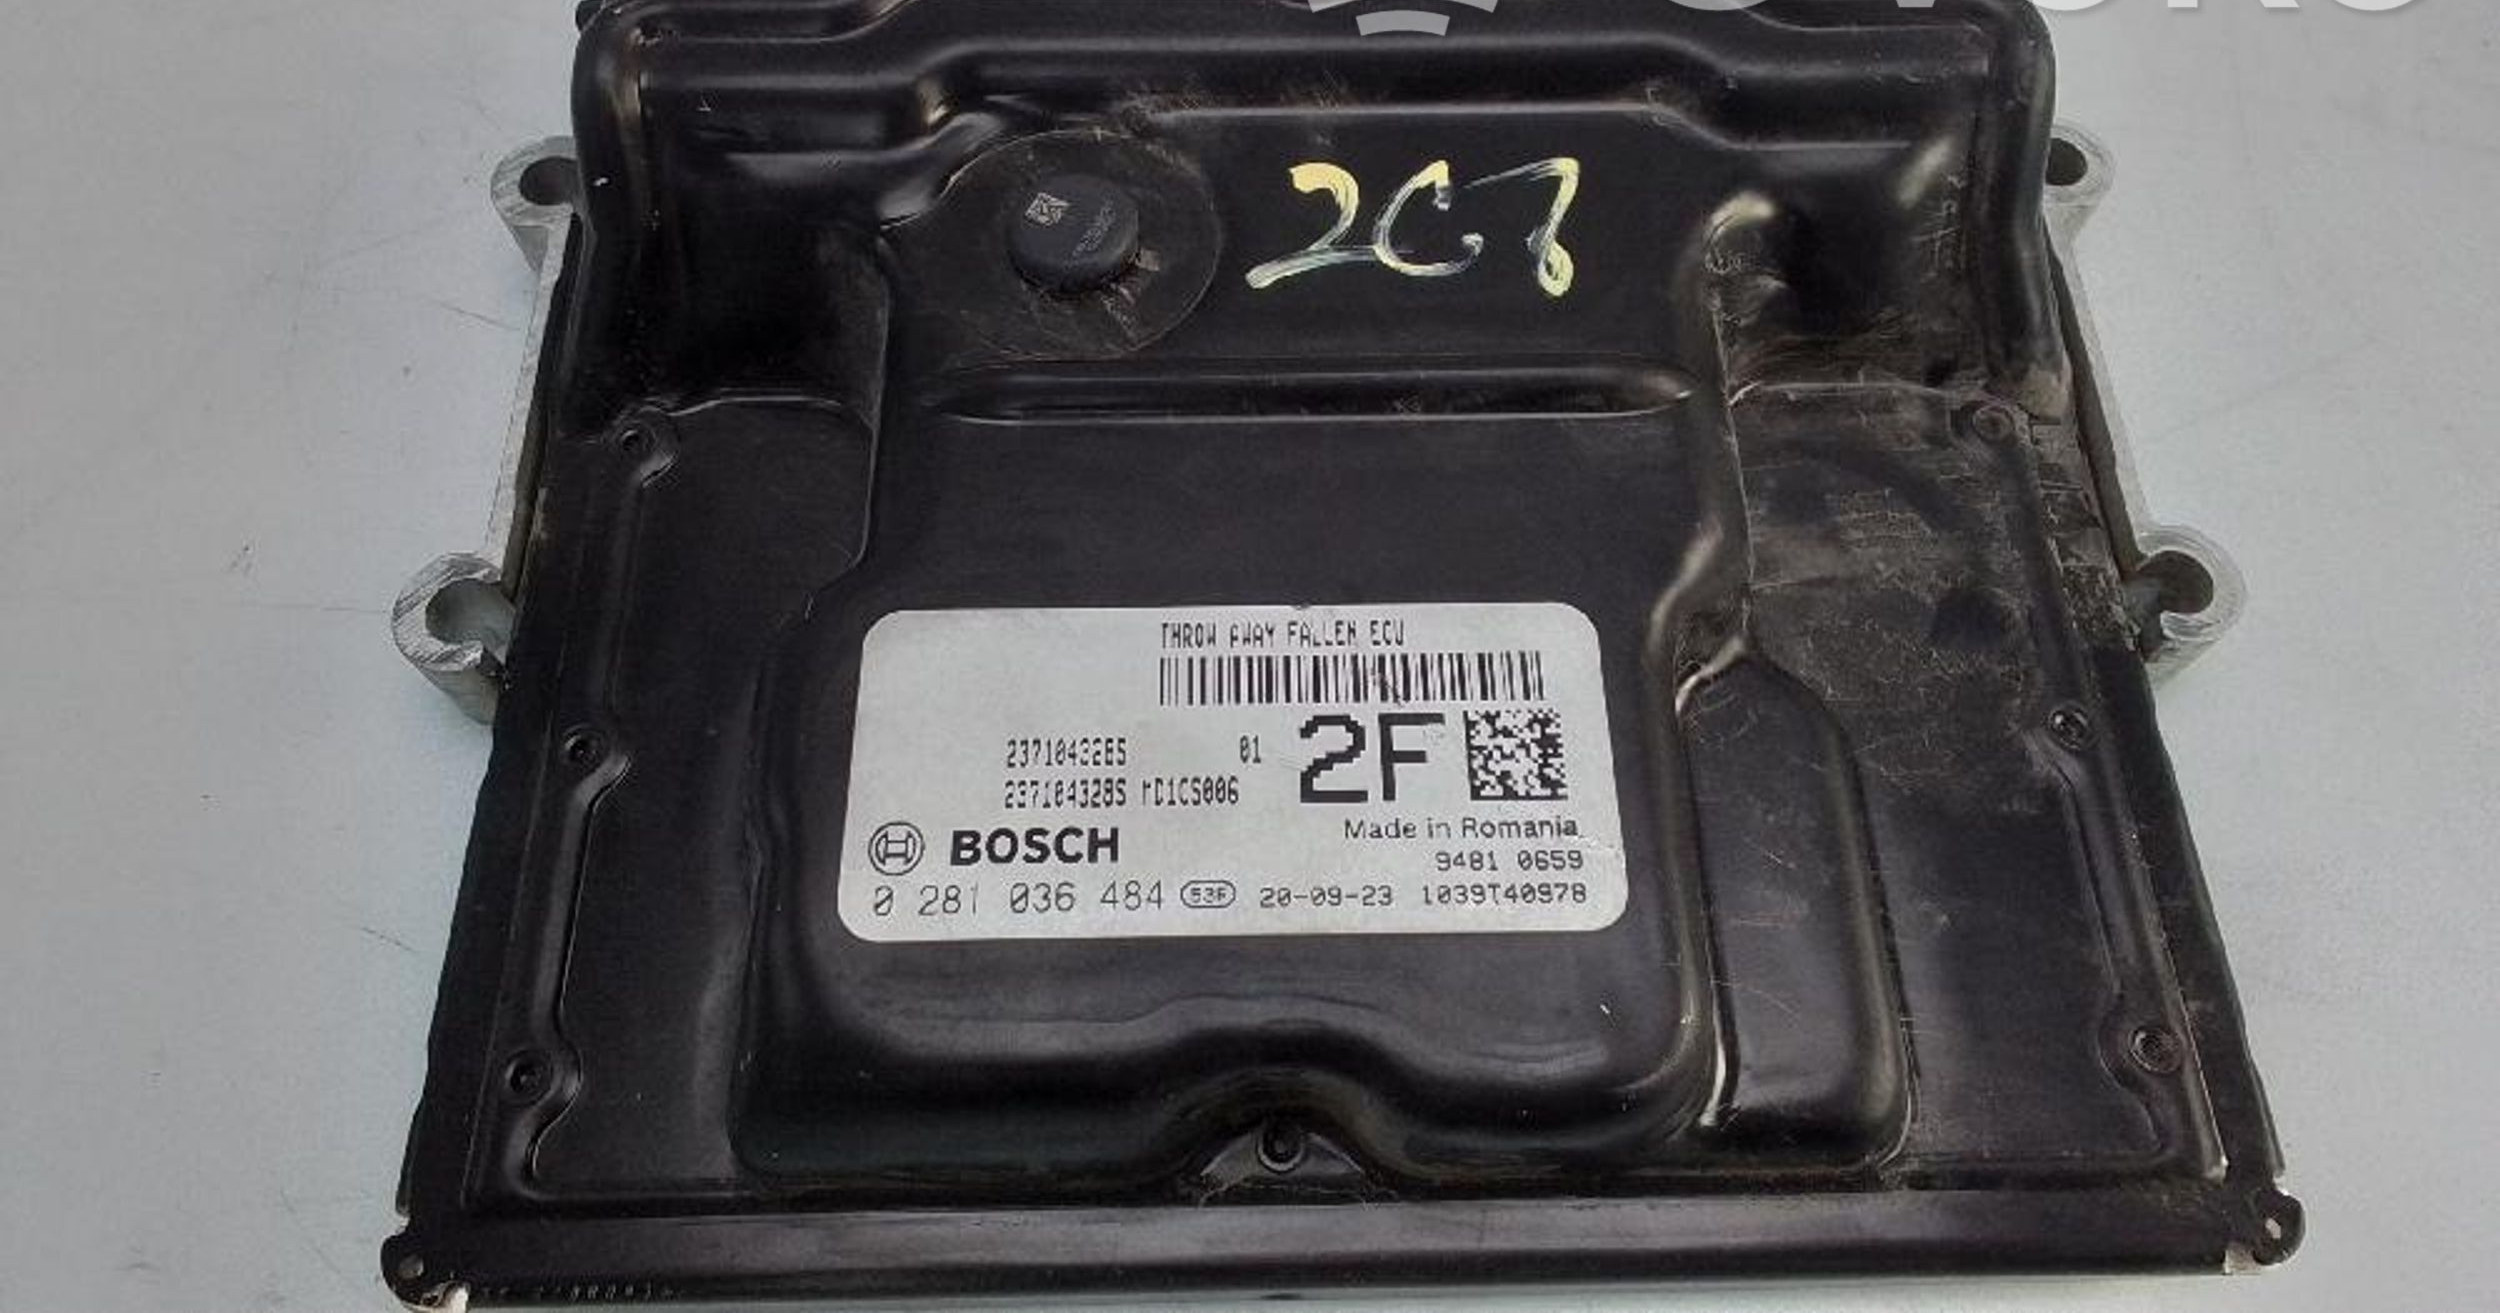 2C7
THROW AWAY FALLEN ECU
237104328S 01
237104328S MD1CS006
2F
BOSCH
Made in Romania
9481 0659
0 281 036 484 53F 20-09-23 1039T40978